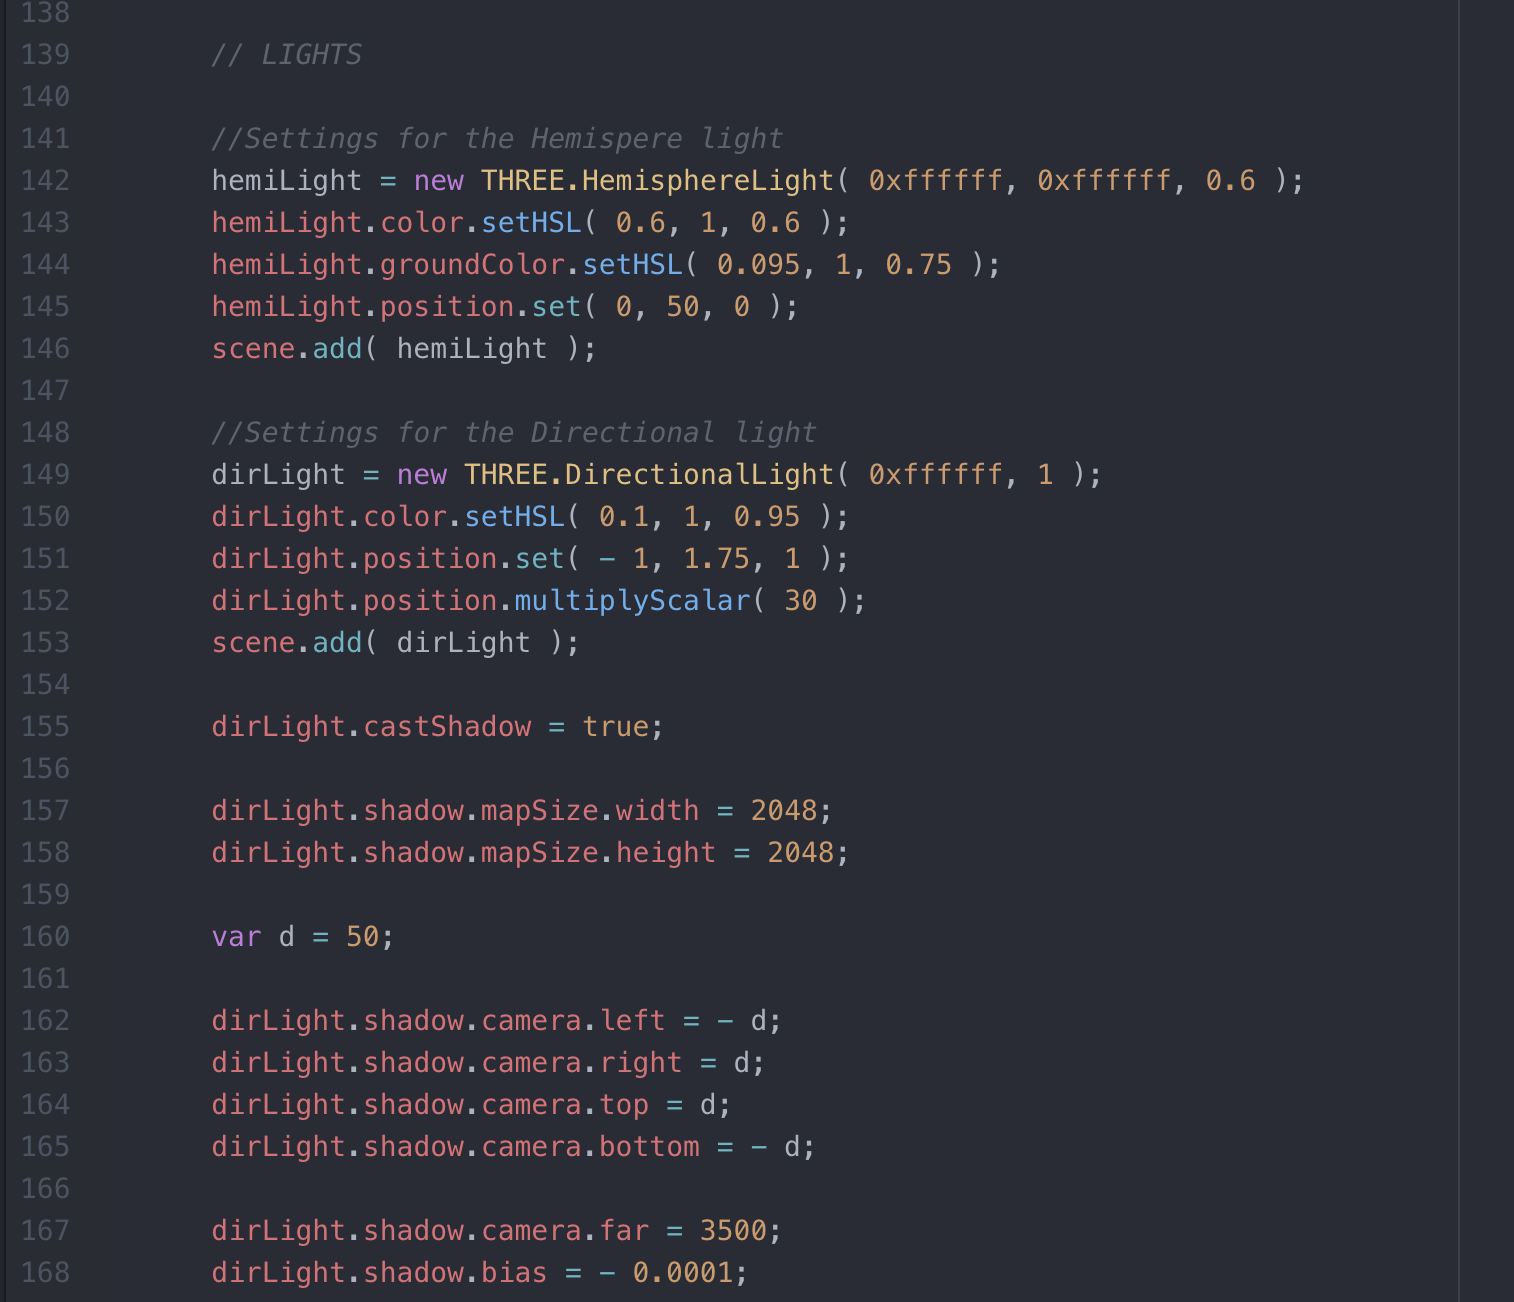 138
139 // LIGHTS
140
141 //Settings for the Hemispere light
142 hemiLight = new THREE.HemisphereLight( 0xffffff, 0xffffff, 0.6 );
143 hemiLight.color.setHSL( 0.6, 1, 0.6 );
144 hemiLight.groundColor.setHSL( 0.095, 1, 0.75 );
145 hemiLight.position.set( 0, 50, 0 );
146 scene.add( hemiLight );
147
148 //Settings for the Directional light
149 dirLight = new THREE.DirectionalLight( 0xffffff, 1 );
150 dirLight.color.setHSL( 0.1, 1, 0.95 );
151 dirLight.position.set( - 1, 1.75, 1 );
152 dirLight.position.multiplyScalar( 30 );
153 scene.add( dirLight );
154
155 dirLight.castShadow = true;
156
157 dirLight.shadow.mapSize.width = 2048;
158 dirLight.shadow.mapSize.height = 2048;
159
160 var d = 50;
161
162 dirLight.shadow.camera.left = - d;
163 dirLight.shadow.camera.right = d;
164 dirLight.shadow.camera.top = d;
165 dirLight.shadow.camera.bottom = - d;
166
167 dirLight.shadow.camera.far = 3500;
168 dirLight.shadow.bias = - 0.0001;